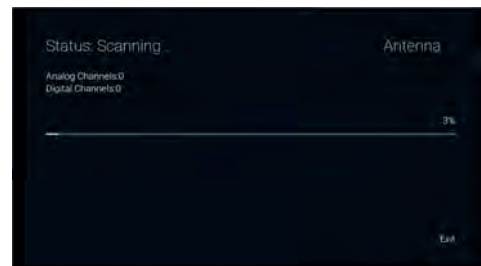 Status: Scanning...
Antenna
Analog Channels:0
Digital Channels:0
3%
Exit